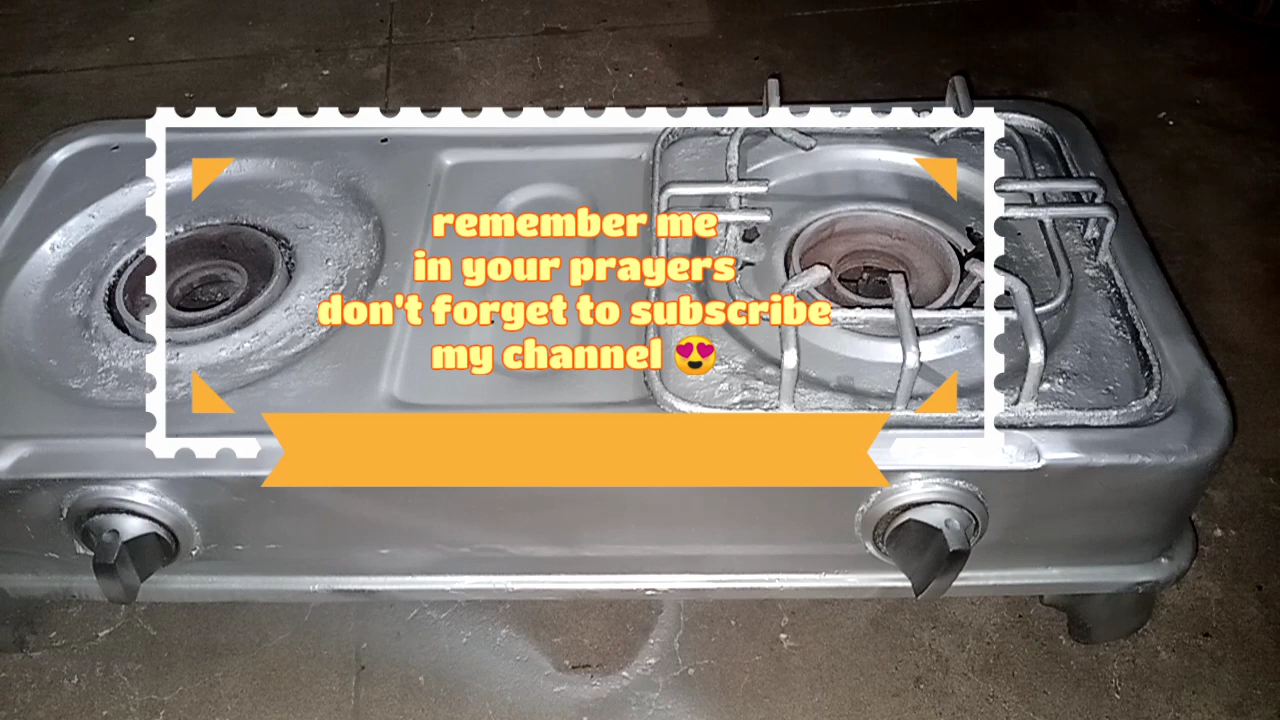 remember me
in your prayers
don't forget to subscribe
my channel 😍